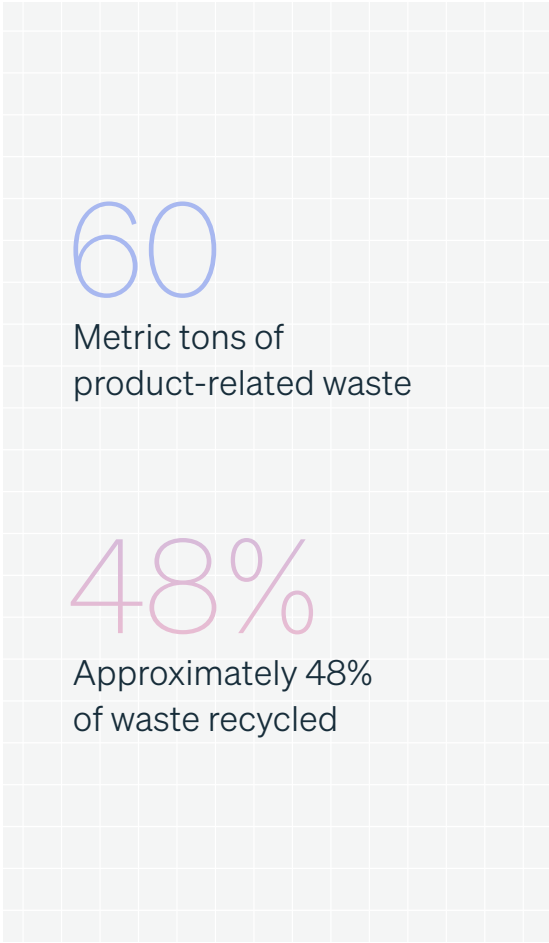 60
Metric tons of
product-related waste
48%
Approximately 48%
of waste recycled